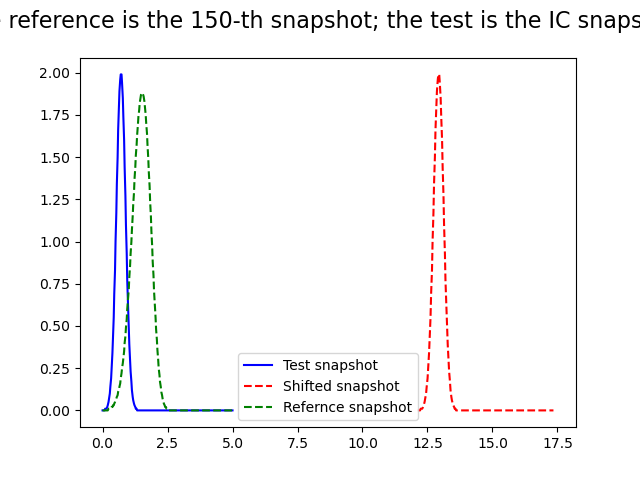 reference is the 150-th snapshot; the test is the IC snaps
2.00
1.75
1.50
1.25
1.00
0.75
0.50
0.25
0.00
Test snapshot
Shifted snapshot
Refernce snapshot
0.0 2.5 5.0 7.5 10.0 12.5 15.0 17.5